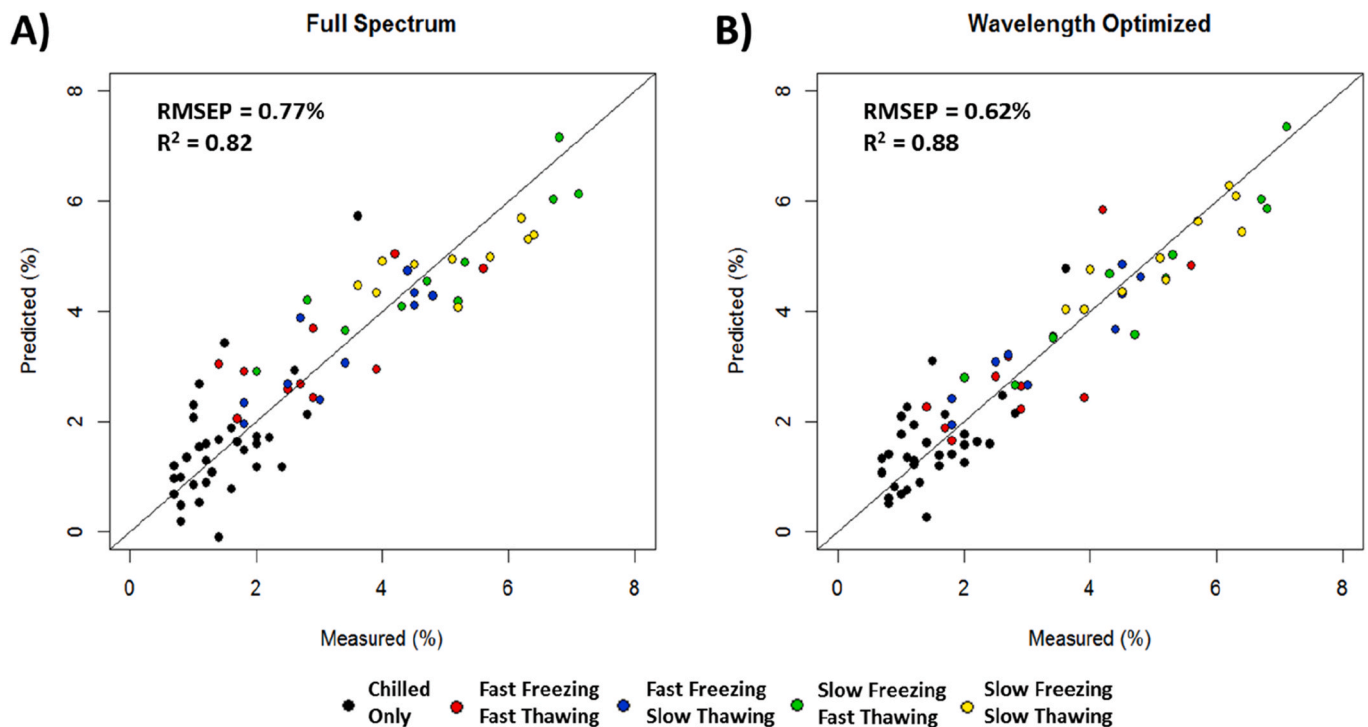 A)
Full Spectrum
RMSEP = 0.77%
R² = 0.82
8
6
4
2
0
Predicted (%)
0 2 4 6 8
Measured (%)
B)
Wavelength Optimized
RMSEP = 0.62%
R² = 0.88
8
6
4
2
0
Predicted (%)
0 2 4 6 8
Measured (%)
Chilled
Only
Fast Freezing
Fast Thawing
Fast Freezing
Slow Thawing
Slow Freezing
Fast Thawing
Slow Freezing
Slow Thawing